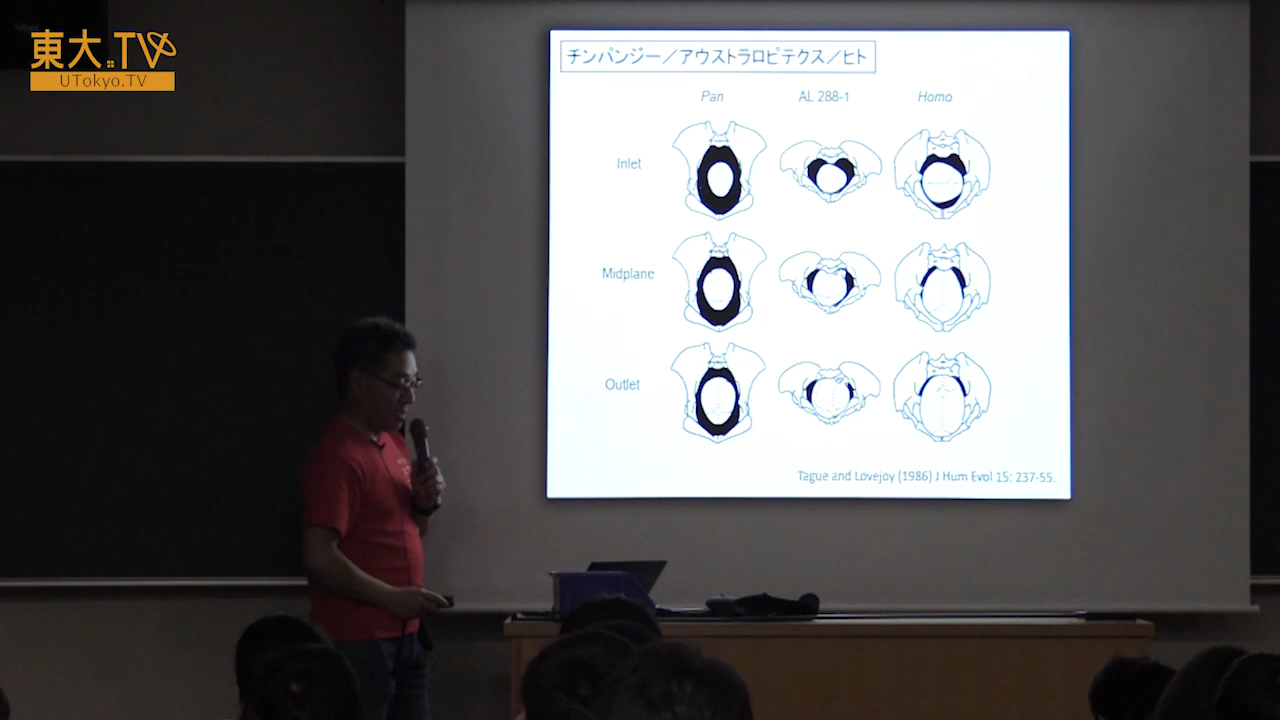 東大.TV
UTokyo.TV
チンパンジー／アウストラロピテクス／ヒト
Pan AL 288-1 Homo
Inlet
Midplane
Outlet
Tague and Lovejoy (1986) J Hum Evol 15: 237-55.